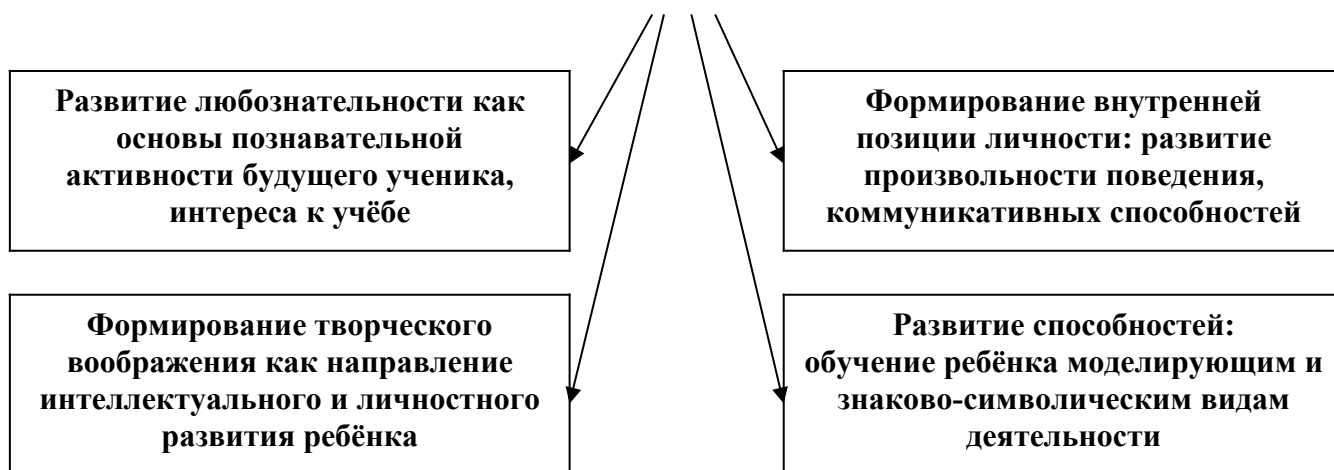 Развитие любознательности как
основы познавательной
активности будущего ученика,
интереса к учёбе
Формирование внутренней
позиции личности: развитие
произвольности поведения,
коммуникативных способностей
Формирование творческого
воображения как направление
интеллектуального и личностного
развития ребёнка
Развитие способностей:
обучение ребёнка моделирующим и
знаково-символическим видам
деятельности